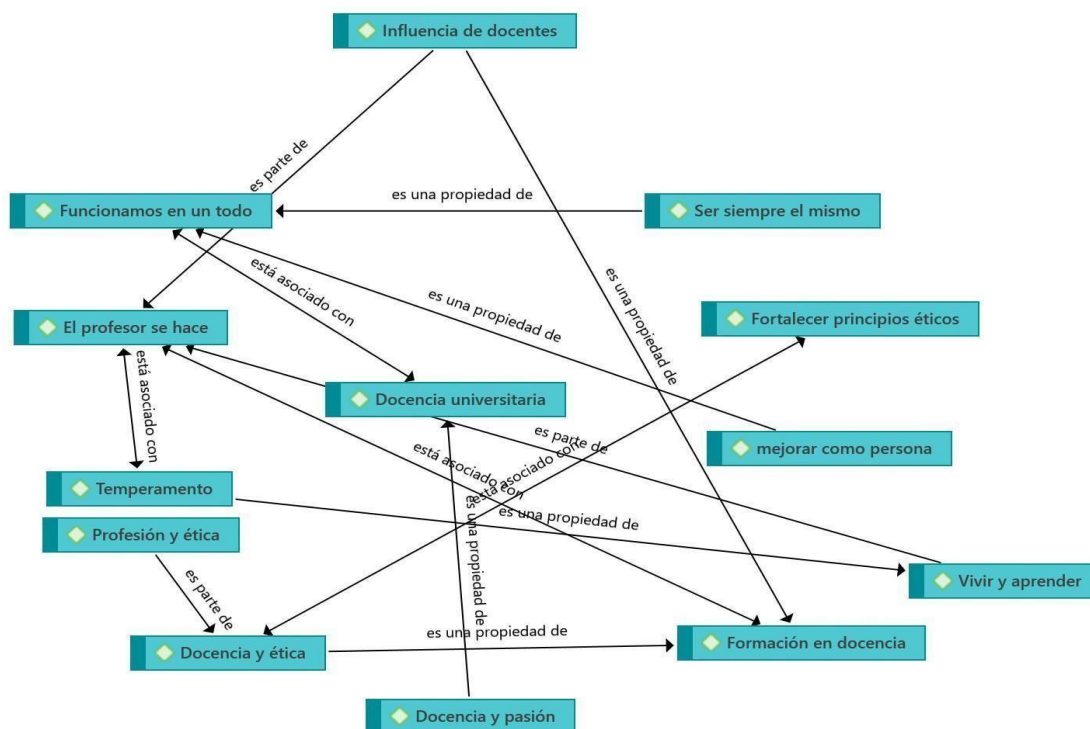 Influencia de docentes
es parte de
es una propiedad de
Funcionamos en un todo
es una propiedad de
Ser siempre el mismo
está asociado con
es una propiedad de
El profesor se hace
Fortalecer principios éticos
está asociado con
Docencia universitaria
es parte de
mejorar como persona
está asociado con
está asociado con
Temperamento
es una propiedad de
es una propiedad de
Profesión y ética
Vivir y aprender
es parte de
Docencia y ética
es una propiedad de
Formación en docencia
Docencia y pasión